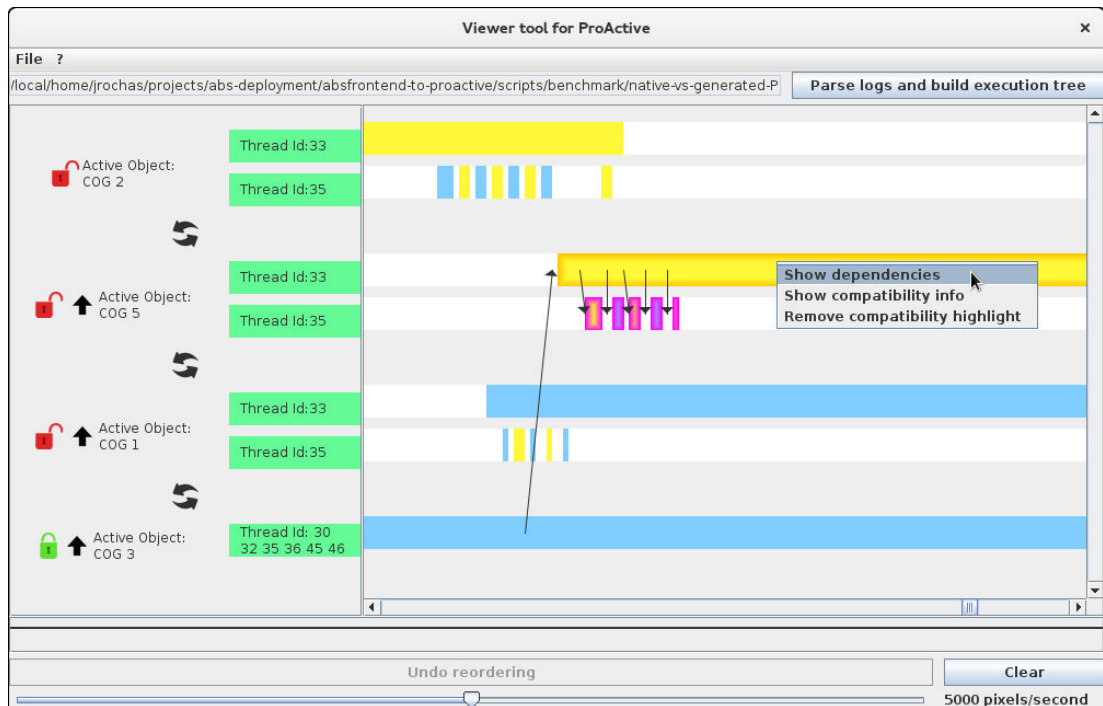 Viewer tool for ProActive
×
File ?
/local/home/jrochas/projects/abs-deployment/absfrontend-to-proactive/scripts/benchmark/native-vs-generated-P
Parse logs and build execution tree
Active Object:
COG 2
Thread Id:33
Thread Id:35
Active Object:
COG 5
Thread Id:33
Thread Id:35
Show dependencies
Show compatibility info
Remove compatibility highlight
Active Object:
COG 1
Thread Id:33
Thread Id:35
Active Object:
COG 3
Thread Id: 30
32 35 36 45 46
Undo reordering
Clear
5000 pixels/second